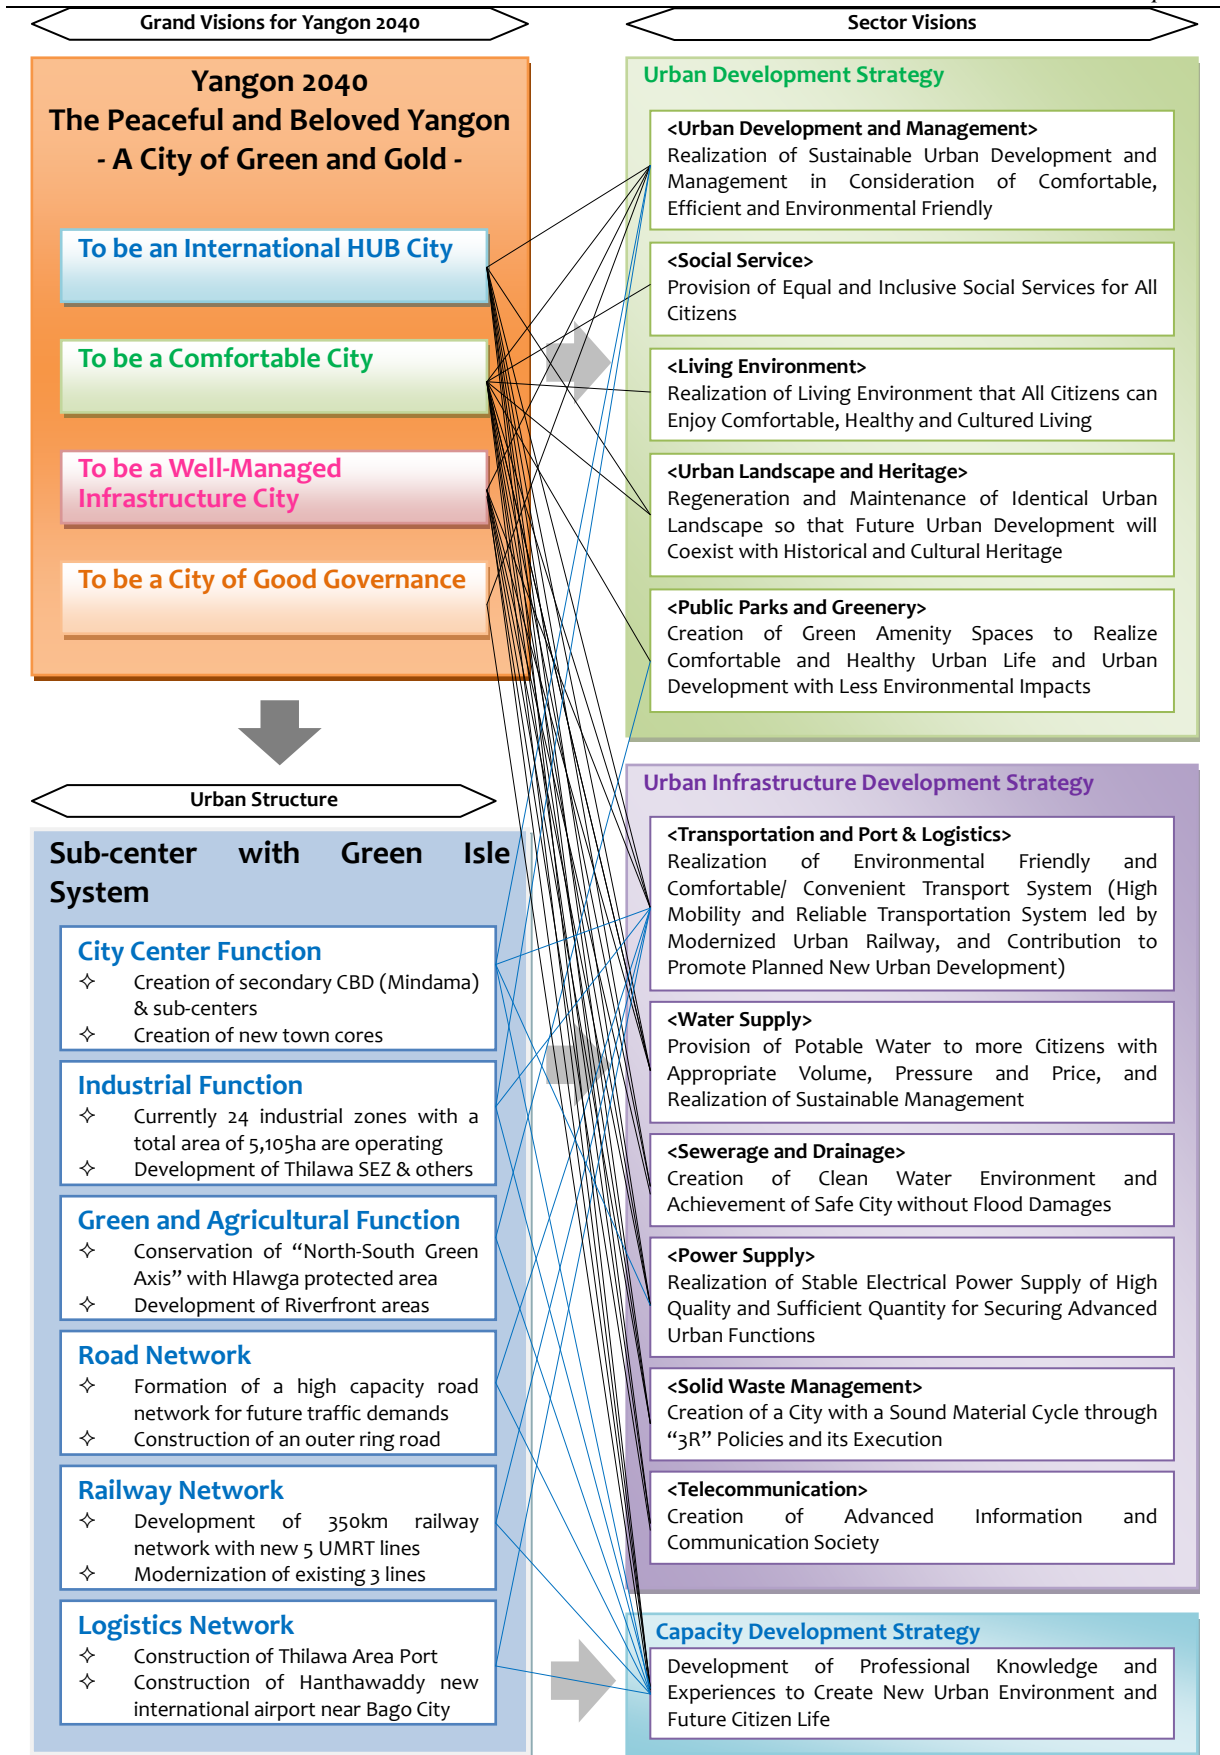 Grand Visions for Yangon 2040
Yangon 2040
The Peaceful and Beloved Yangon
- A City of Green and Gold -
To be an International HUB City
To be a Comfortable City
To be a Well-Managed
Infrastructure City
To be a City of Good Governance
Urban Structure
Sub-center with Green Isle
System
City Center Function
✧ Creation of secondary CBD (Mindama)
& sub-centers
✧ Creation of new town cores
Industrial Function
✧ Currently 24 industrial zones with a
total area of 5,105ha are operating
✧ Development of Thilawa SEZ & others
Green and Agricultural Function
✧ Conservation of “North-South Green
Axis” with Hlawga protected area
✧ Development of Riverfront areas
Road Network
✧ Formation of a high capacity road
network for future traffic demands
✧ Construction of an outer ring road
Railway Network
✧ Development of 350km railway
network with new 5 UMRT lines
✧ Modernization of existing 3 lines
Logistics Network
✧ Construction of Thilawa Area Port
✧ Construction of Hanthawaddy new
international airport near Bago City
Sector Visions
Urban Development Strategy
<Urban Development and Management>
Realization of Sustainable Urban Development and
Management in Consideration of Comfortable,
Efficient and Environmental Friendly
<Social Service>
Provision of Equal and Inclusive Social Services for All
Citizens
<Living Environment>
Realization of Living Environment that All Citizens can
Enjoy Comfortable, Healthy and Cultured Living
<Urban Landscape and Heritage>
Regeneration and Maintenance of Identical Urban
Landscape so that Future Urban Development will
Coexist with Historical and Cultural Heritage
<Public Parks and Greenery>
Creation of Green Amenity Spaces to Realize
Comfortable and Healthy Urban Life and Urban
Development with Less Environmental Impacts
Urban Infrastructure Development Strategy
<Transportation and Port & Logistics>
Realization of Environmental Friendly and
Comfortable/ Convenient Transport System (High
Mobility and Reliable Transportation System led by
Modernized Urban Railway, and Contribution to
Promote Planned New Urban Development)
<Water Supply>
Provision of Potable Water to more Citizens with
Appropriate Volume, Pressure and Price, and
Realization of Sustainable Management
<Sewerage and Drainage>
Creation of Clean Water Environment and
Achievement of Safe City without Flood Damages
<Power Supply>
Realization of Stable Electrical Power Supply of High
Quality and Sufficient Quantity for Securing Advanced
Urban Functions
<Solid Waste Management>
Creation of a City with a Sound Material Cycle through
“3R” Policies and its Execution
<Telecommunication>
Creation of Advanced Information and
Communication Society
Capacity Development Strategy
Development of Professional Knowledge and
Experiences to Create New Urban Environment and
Future Citizen Life